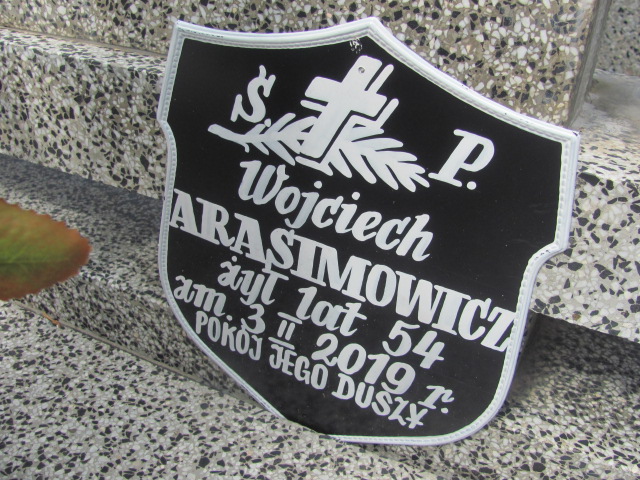 Ś. P.
Wojciech
ARASIMOWICZ
żył lat 54
zm. 3 II 2019 r.
POKÓJ JEGO DUSZY